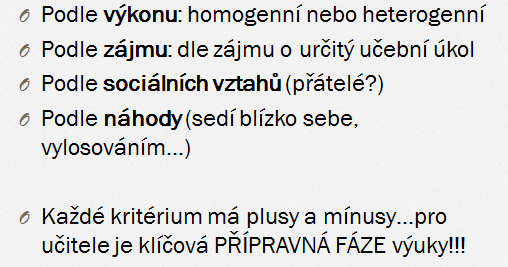 Podle výkonu: homogenní nebo heterogenní
Podle zájmu: dle zájmu o určitý učební úkol
Podle sociálních vztahů (přátelé?)
Podle náhody (sedí blízko sebe,
vylosováním...)
Každé kritérium má plusy a mínusy...pro
učitele je klíčová PŘÍPRAVNÁ FÁZE výuky!!!